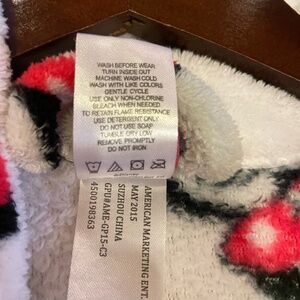 WASH BEFORE WEAR
TURN INSIDE OUT
MACHINE WASH COLD
WASH WITH LIKE COLORS
GENTLE CYCLE
USE ONLY NON-CHLORINE
BLEACH WHEN NEEDED
TO RETAIN FLAME RESISTANCE
USE DETERGENT ONLY
DO NOT USE SOAP
TUMBLE DRY LOW
REMOVE PROMPTLY
DO NOT IRON
AMERICAN MARKETING ENT.
MAY 2015
SUZHOU CHINA
GPU#AME-GP15-C3
4500198363